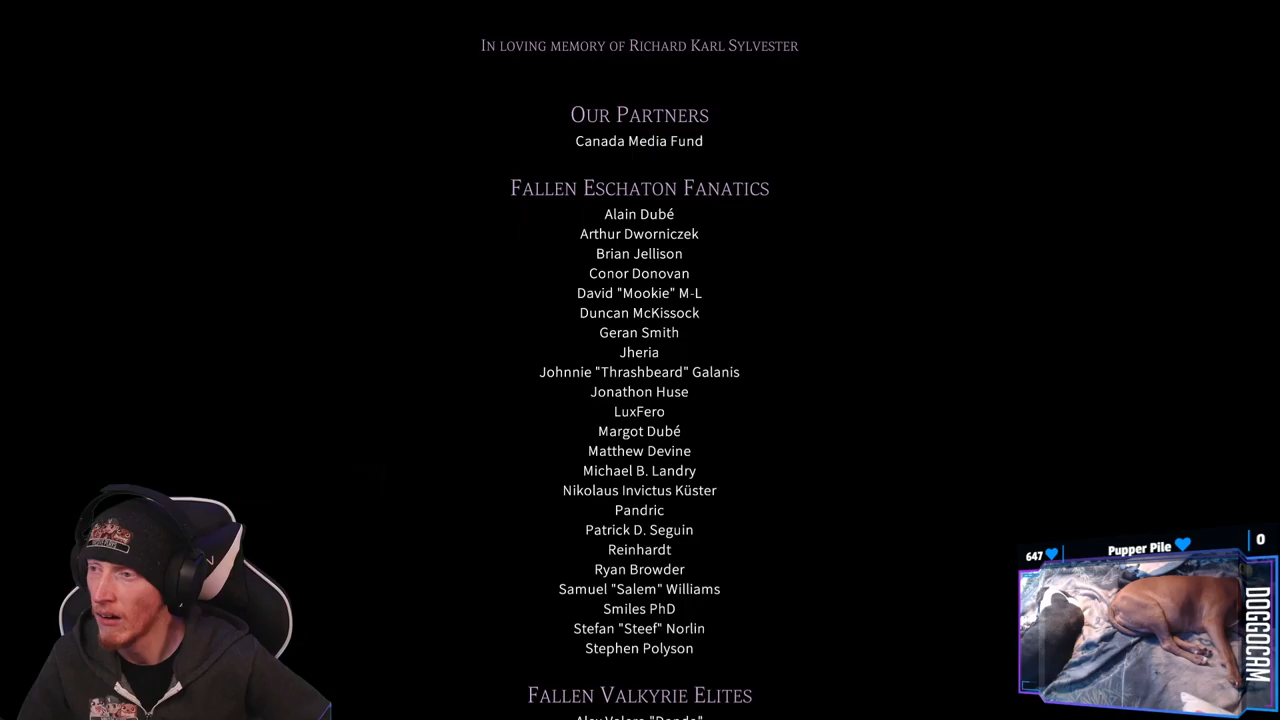 In loving memory of Richard Karl Sylvester
Our Partners
Canada Media Fund
Fallen Eschaton Fanatics
Alain Dubé
Arthur Dworniczek
Brian Jellison
Conor Donovan
David "Mookie" M-L
Duncan McKissock
Geran Smith
Jheria
Johnnie "Thrashbeard" Galanis
Jonathon Huse
LuxFero
Margot Dubé
Matthew Devine
Michael B. Landry
Nikolaus Invictus Küster
Pandric
Patrick D. Seguin
Reinhardt
Ryan Browder
Samuel "Salem" Williams
Smiles PhD
Stefan "Steef" Norlin
Stephen Polyson
Fallen Valkyrie Elites
647
Pupper Pile
0
DOGGOCAM